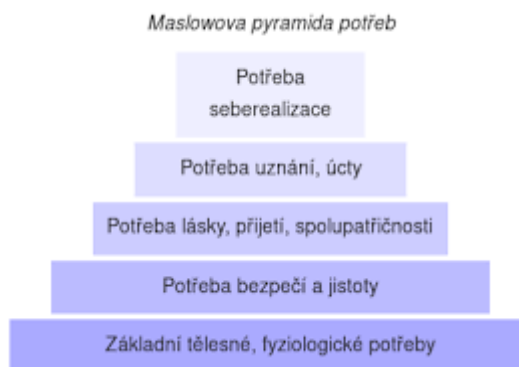 Maslowova pyramida potřeb
Potřeba
seberealizace
Potřeba uznání, úcty
Potřeba lásky, přijetí, spolupatřičnosti
Potřeba bezpečí a jistoty
Základní tělesné, fyziologické potřeby